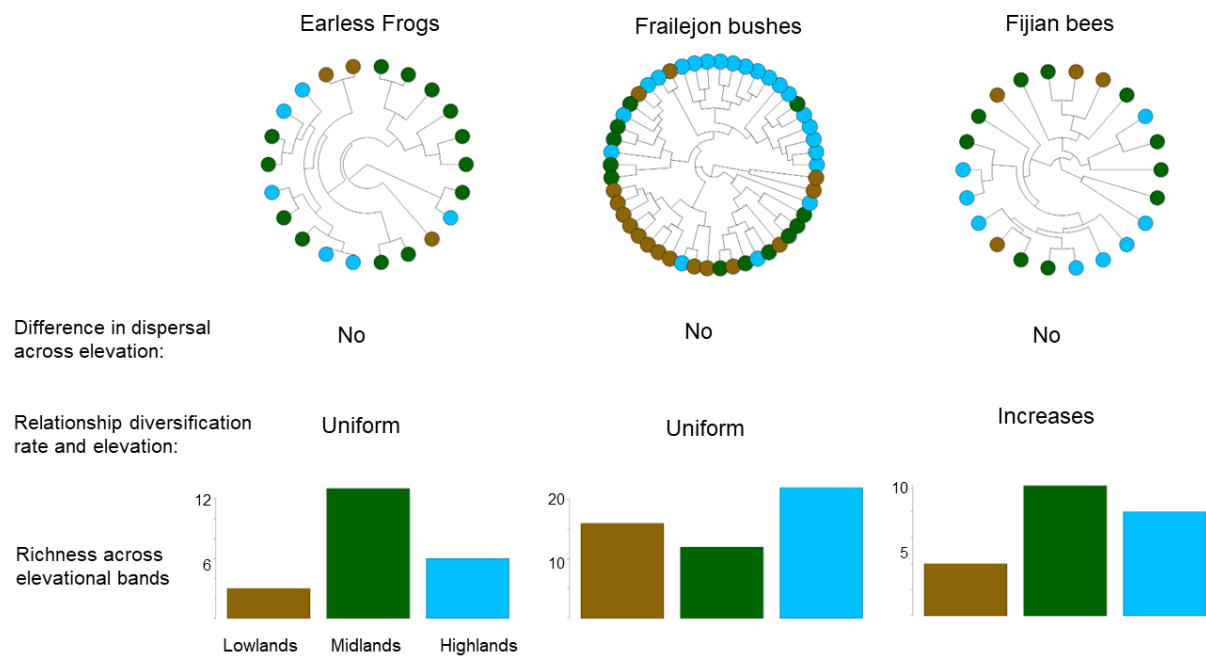 Earless Frogs
Frailejon bushes
Fijian bees
Difference in dispersal
across elevation:
No
No
No
Relationship diversification
rate and elevation:
Uniform
Uniform
Increases
Richness across
elevational bands
12
6
20
10
10
5
Lowlands
Midlands
Highlands